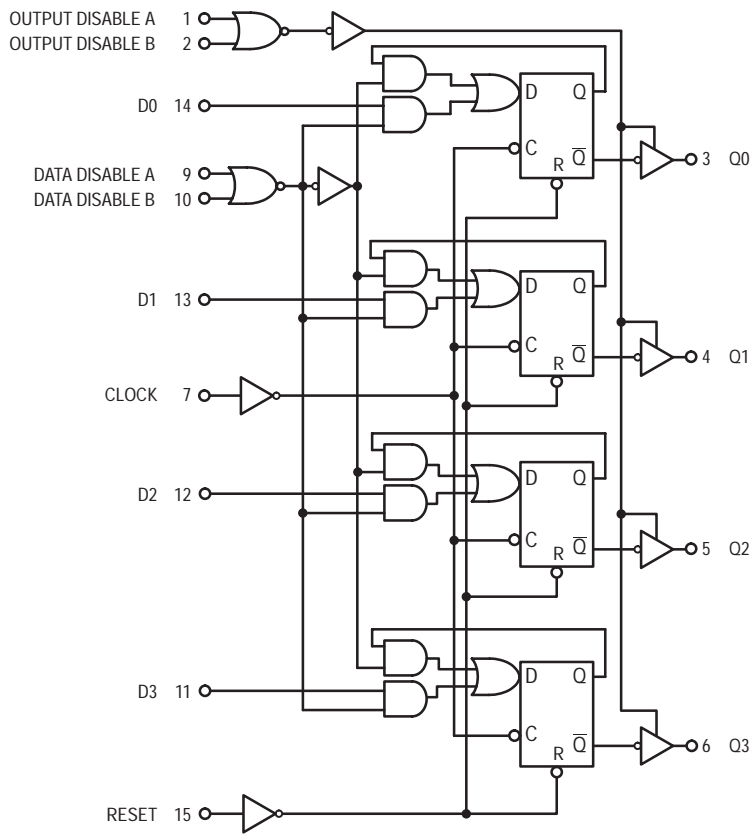 OUTPUT DISABLE A 1
OUTPUT DISABLE B 2
D Q
D0 14
C Q̅ 3 Q0
R
DATA DISABLE A 9
DATA DISABLE B 10
D Q
D1 13
C Q̅ 4 Q1
R
CLOCK 7
D Q
D2 12
C Q̅ 5 Q2
R
D Q
D3 11
C Q̅ 6 Q3
R
RESET 15